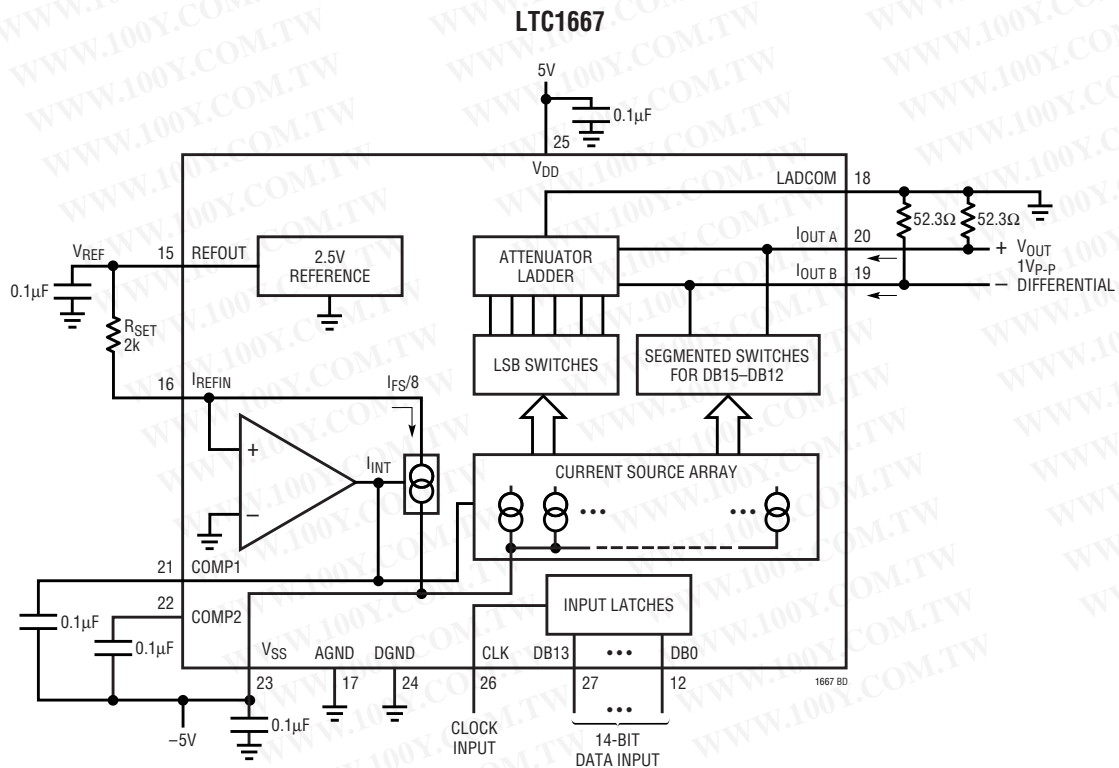 LTC1667
5V
0.1µF
25
VDD
LADCOM
18
52.3Ω
52.3Ω
VREF
15
REFOUT
2.5V
REFERENCE
ATTENUATOR
LADDER
IOUT A
20
+
VOUT
1VP-P
DIFFERENTIAL
IOUT B
19
–
0.1µF
RSET
2k
LSB SWITCHES
SEGMENTED SWITCHES
FOR DB15–DB12
16
IREFIN
IFS/8
+
–
IINT
CURRENT SOURCE ARRAY
•••
•••
21
COMP1
22
COMP2
0.1µF
0.1µF
INPUT LATCHES
VSS
AGND
DGND
CLK
DB13
•••
DB0
23
17
24
26
27
12
1667 BD
–5V
0.1µF
CLOCK
INPUT
•••
14-BIT
DATA INPUT
WWW.100Y.COM.TW